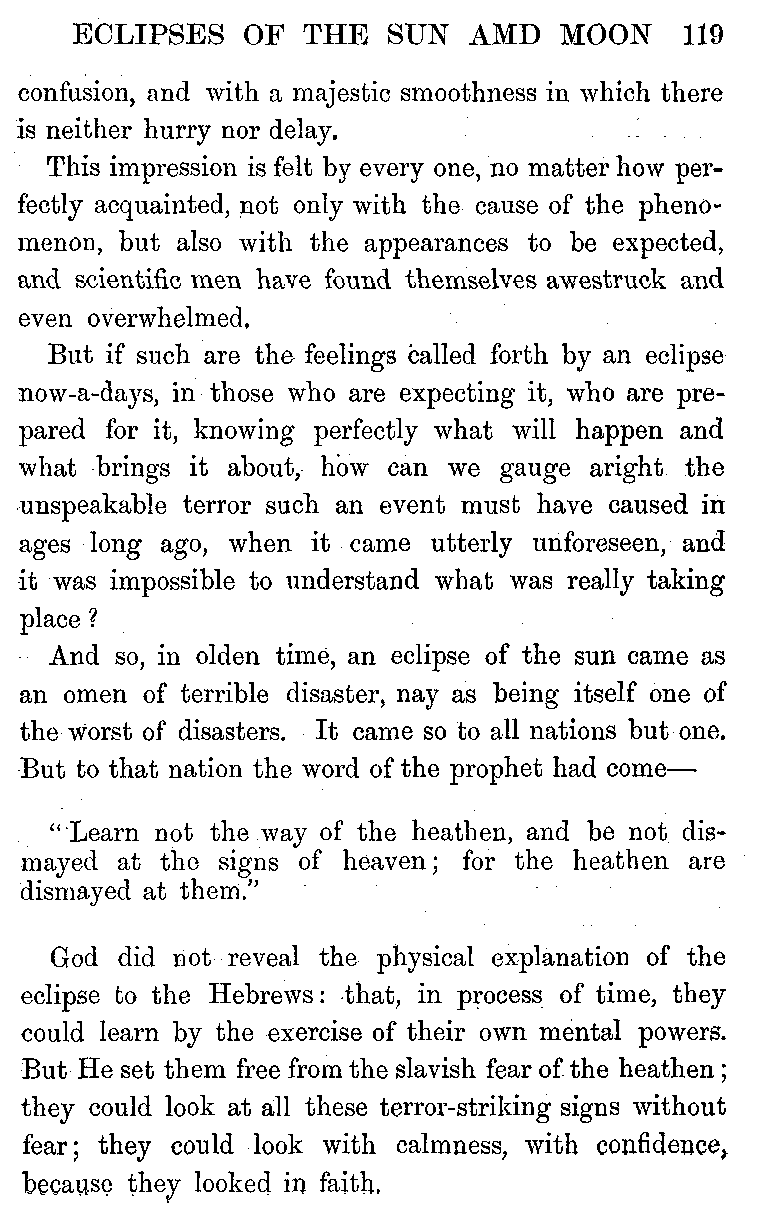 ECLIPSES OF THE SUN AMD MOON 119
confusion, and with a majestic smoothness in which there
is neither hurry nor delay.
This impression is felt by every one, no matter how per-
fectly acquainted, not only with the cause of the pheno-
menon, but also with the appearances to be expected,
and scientific men have found themselves awestruck and
even overwhelmed.
But if such are the feelings called forth by an eclipse
now-a-days, in those who are expecting it, who are pre-
pared for it, knowing perfectly what will happen and
what brings it about, how can we gauge aright the
unspeakable terror such an event must have caused in
ages long ago, when it came utterly unforeseen, and
it was impossible to understand what was really taking
place ?
And so, in olden time, an eclipse of the sun came as
an omen of terrible disaster, nay as being itself one of
the worst of disasters. It came so to all nations but one.
But to that nation the word of the prophet had come—
“Learn not the way of the heathen, and be not dis-
mayed at the signs of heaven; for the heathen are
dismayed at them.”
God did not reveal the physical explanation of the
eclipse to the Hebrews: that, in process of time, they
could learn by the exercise of their own mental powers.
But He set them free from the slavish fear of the heathen ;
they could look at all these terror-striking signs without
fear; they could look with calmness, with confidence,
because they looked in faith.